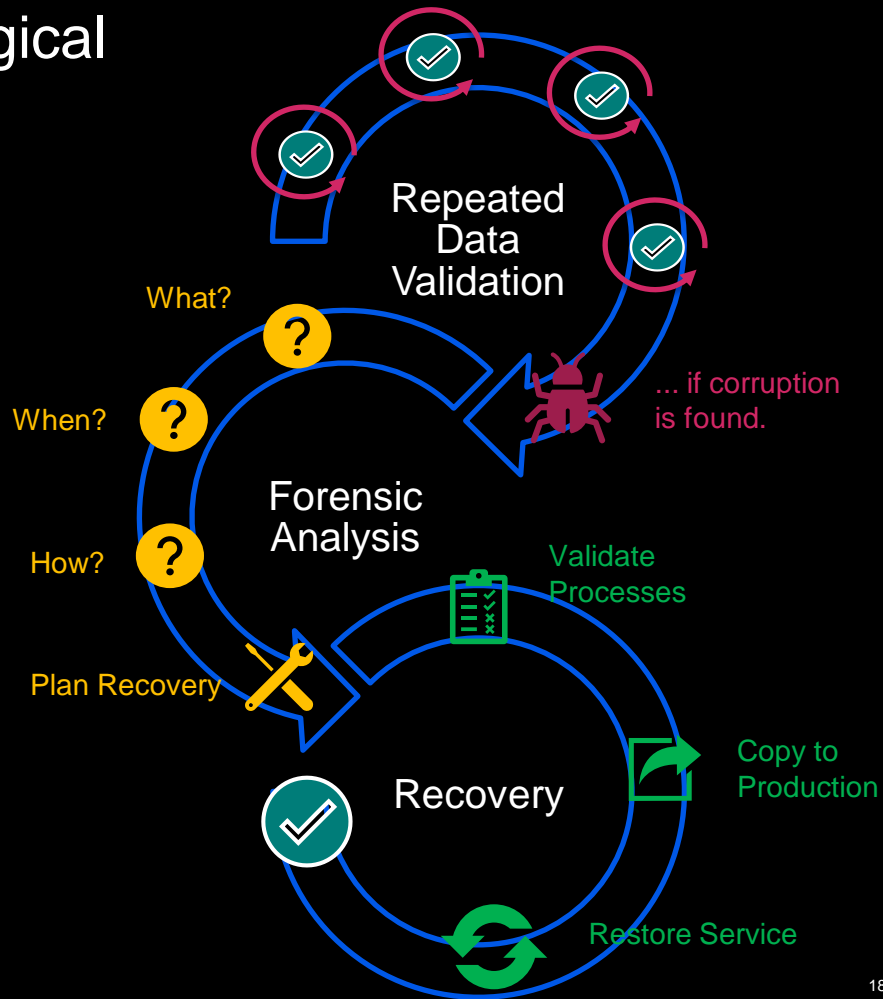 gical
Repeated
Data
Validation
What?
... if corruption
is found.
When?
Forensic
Analysis
How?
Validate
Processes
Plan Recovery
Copy to
Production
Recovery
Restore Service
18